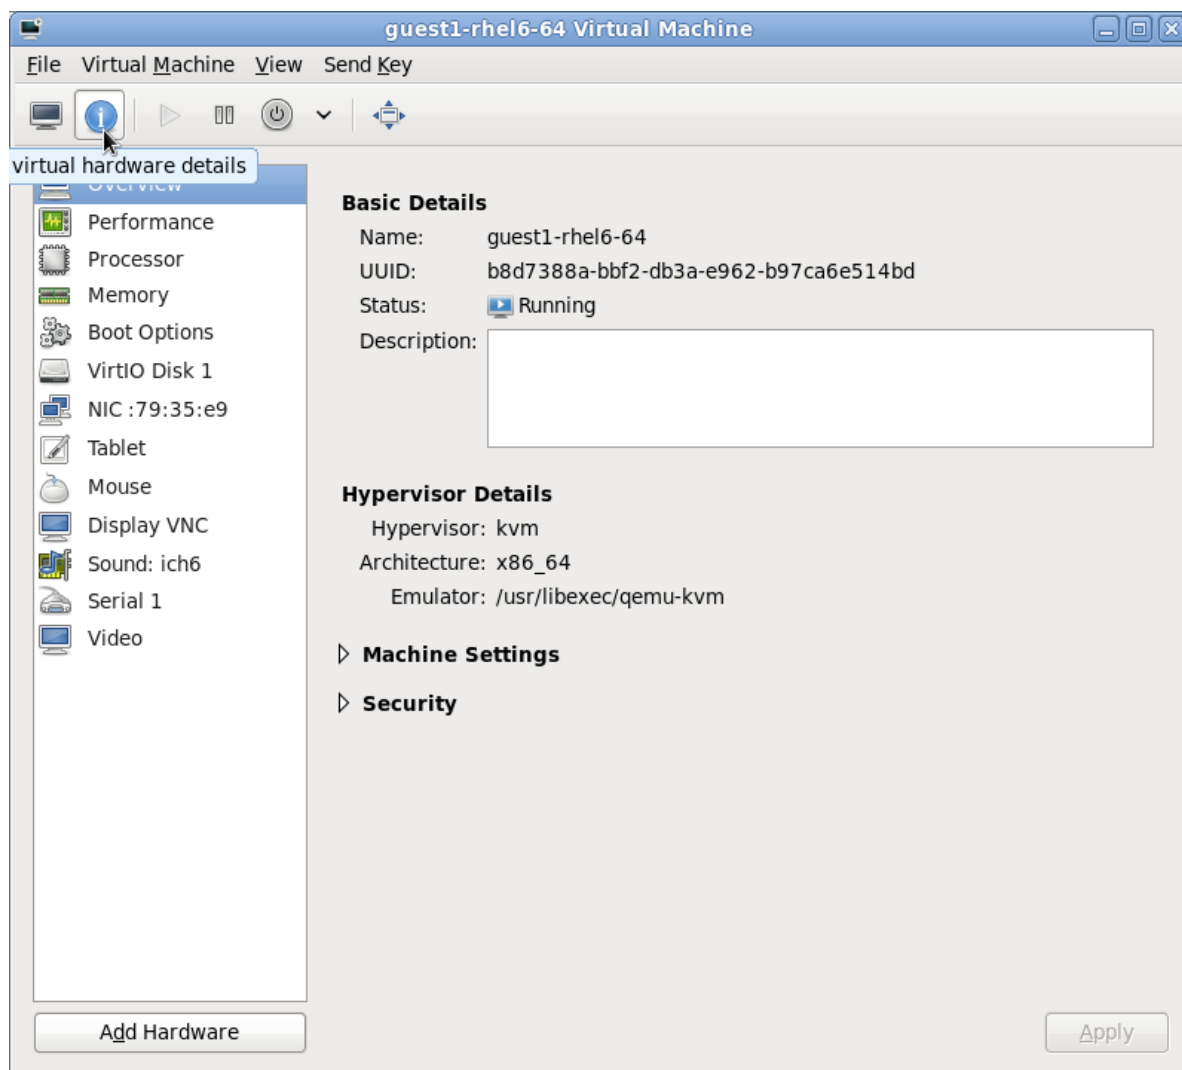 guest1-rhel6-64 Virtual Machine
File Virtual Machine View Send Key
virtual hardware details
Overview
Performance
Processor
Memory
Boot Options
VirtIO Disk 1
NIC :79:35:e9
Tablet
Mouse
Display VNC
Sound: ich6
Serial 1
Video
Add Hardware
Basic Details
Name: guest1-rhel6-64
UUID: b8d7388a-bbf2-db3a-e962-b97ca6e514bd
Status: Running
Description:
Hypervisor Details
Hypervisor: kvm
Architecture: x86_64
Emulator: /usr/libexec/qemu-kvm
Machine Settings
Security
Apply